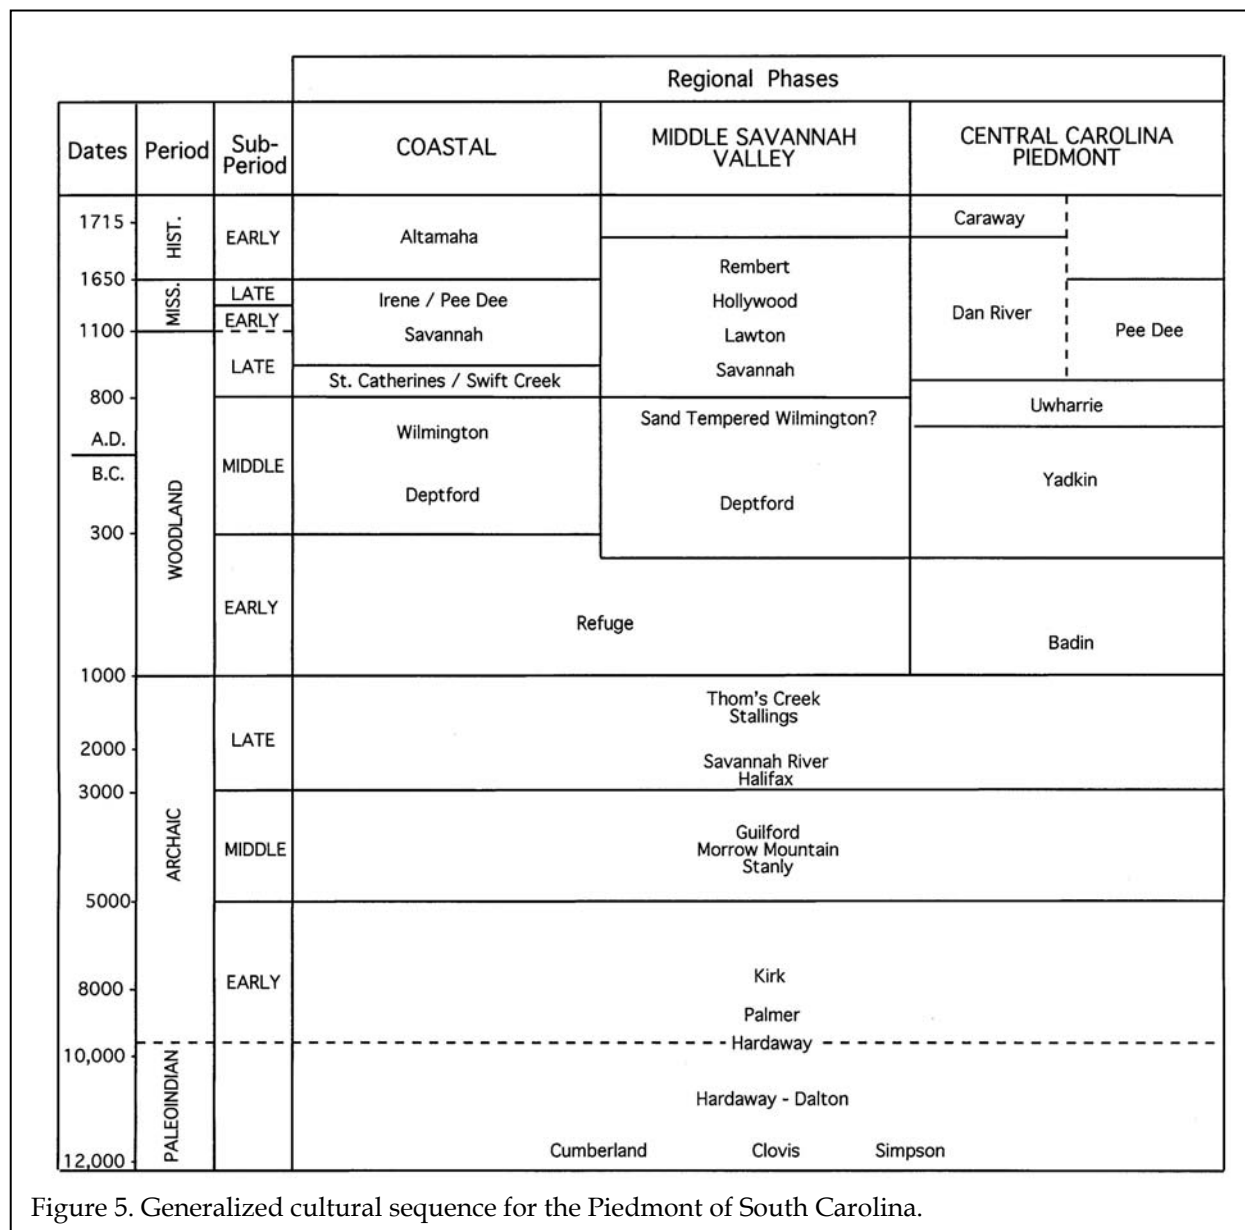 Regional Phases
Dates
Period
Sub-
Period
COASTAL
MIDDLE SAVANNAH
VALLEY
CENTRAL CAROLINA
PIEDMONT
1715
HIST.
EARLY
Altamaha
Caraway
1650
Rembert
MISS.
LATE
Irene / Pee Dee
Hollywood
Dan River
EARLY
1100
Savannah
Lawton
Pee Dee
LATE
Savannah
St. Catherines / Swift Creek
800
Uwharrie
Sand Tempered Wilmington?
A.D.
Wilmington
B.C.
MIDDLE
Yadkin
WOODLAND
Deptford
Deptford
300
EARLY
Refuge
Badin
1000
Thom's Creek
Stallings
LATE
2000
Savannah River
Halifax
3000
ARCHAIC
MIDDLE
Guilford
Morrow Mountain
Stanly
5000
EARLY
Kirk
8000
Palmer
Hardaway
10,000
PALEOINDIAN
Hardaway - Dalton
Cumberland
Clovis
Simpson
12,000
Figure 5. Generalized cultural sequence for the Piedmont of South Carolina.